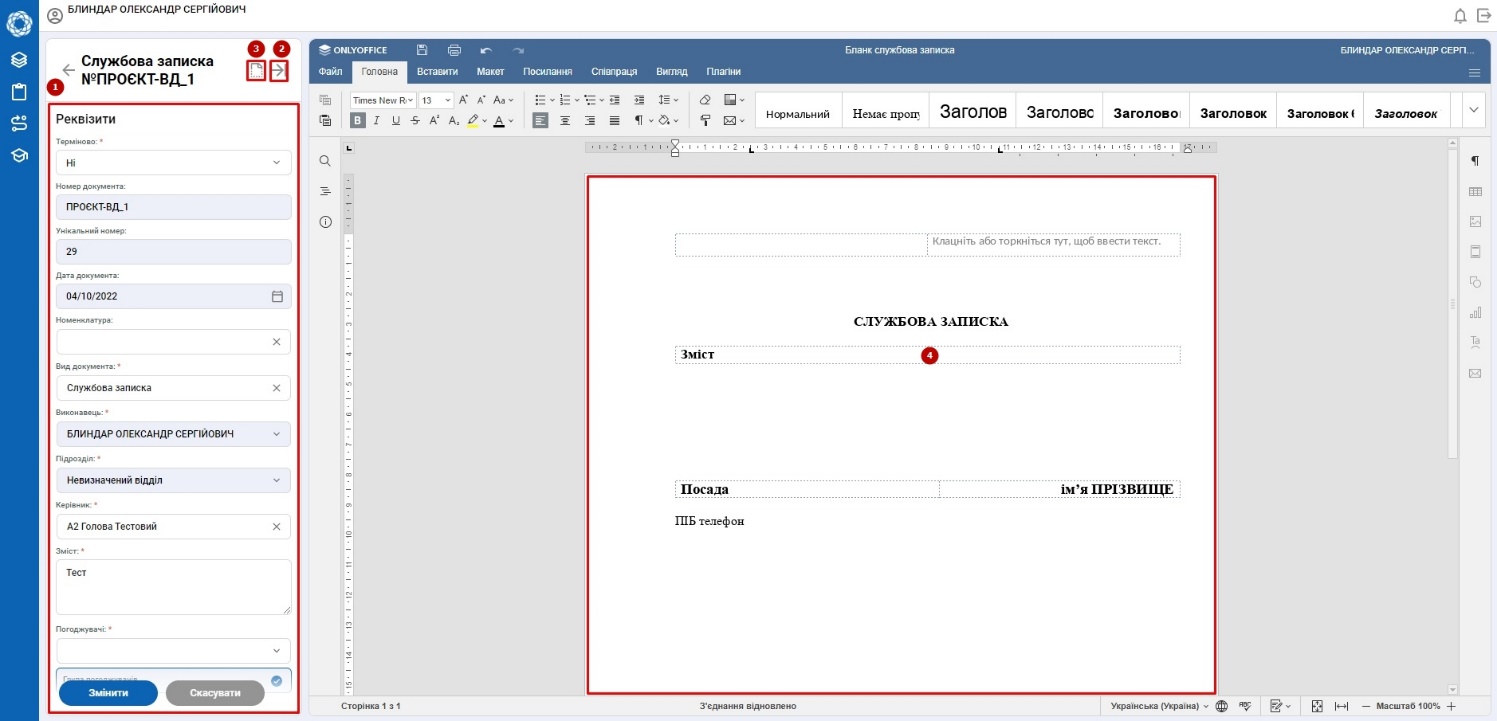 БЛИНДАР ОЛЕКСАНДР СЕРГІЙОВИЧ
Службова записка
№ПРОЄКТ-ВД_1
3
2
1
Реквізити
Терміново: *
Ні
Номер документа:
ПРОЄКТ-ВД_1
Унікальний номер:
29
Дата документа:
04/10/2022
Номенклатура:
Вид документа: *
Службова записка
Виконавець: *
БЛИНДАР ОЛЕКСАНДР СЕРГІЙОВИЧ
Підрозділ: *
Невизначений відділ
Керівник: *
А2 Голова Тестовий
Зміст: *
Тест
Погоджувачі: *
Змінити
Скасувати
ONLYOFFICE
Бланк службова записка
БЛИНДАР ОЛЕКСАНДР СЕРГІ...
Файл Головна Вставити Макет Посилання Співпраця Вигляд Плагіни
Times New R 13
Нормальний Немає проп Заголов Заголовс Заголово Заголовок Заголовок Заголовок
Клацніть або торкніться тут, щоб ввести текст.
СЛУЖБОВА ЗАПИСКА
Зміст
4
Посада ім’я ПРІЗВИЩЕ
ПІБ телефон
Сторінка 1 з 1
З'єднання відновлено
Українська (Україна)
Масштаб 100%